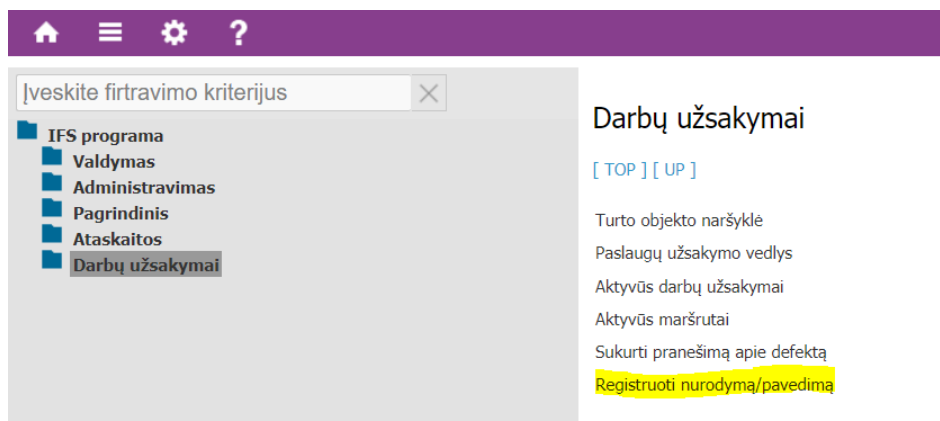 ?
Įveskite firtravimo kriterijus
IFS programa
Valdymas
Administravimas
Pagrindinis
Ataskaitos
Darbų užsakymai
Darbų užsakymai
[ TOP ] [ UP ]
Turto objekto naršyklė
Paslaugų užsakymo vedlys
Aktyvūs darbų užsakymai
Aktyvūs maršrutai
Sukurti pranešimą apie defektą
Registruoti nurodymą/pavedimą